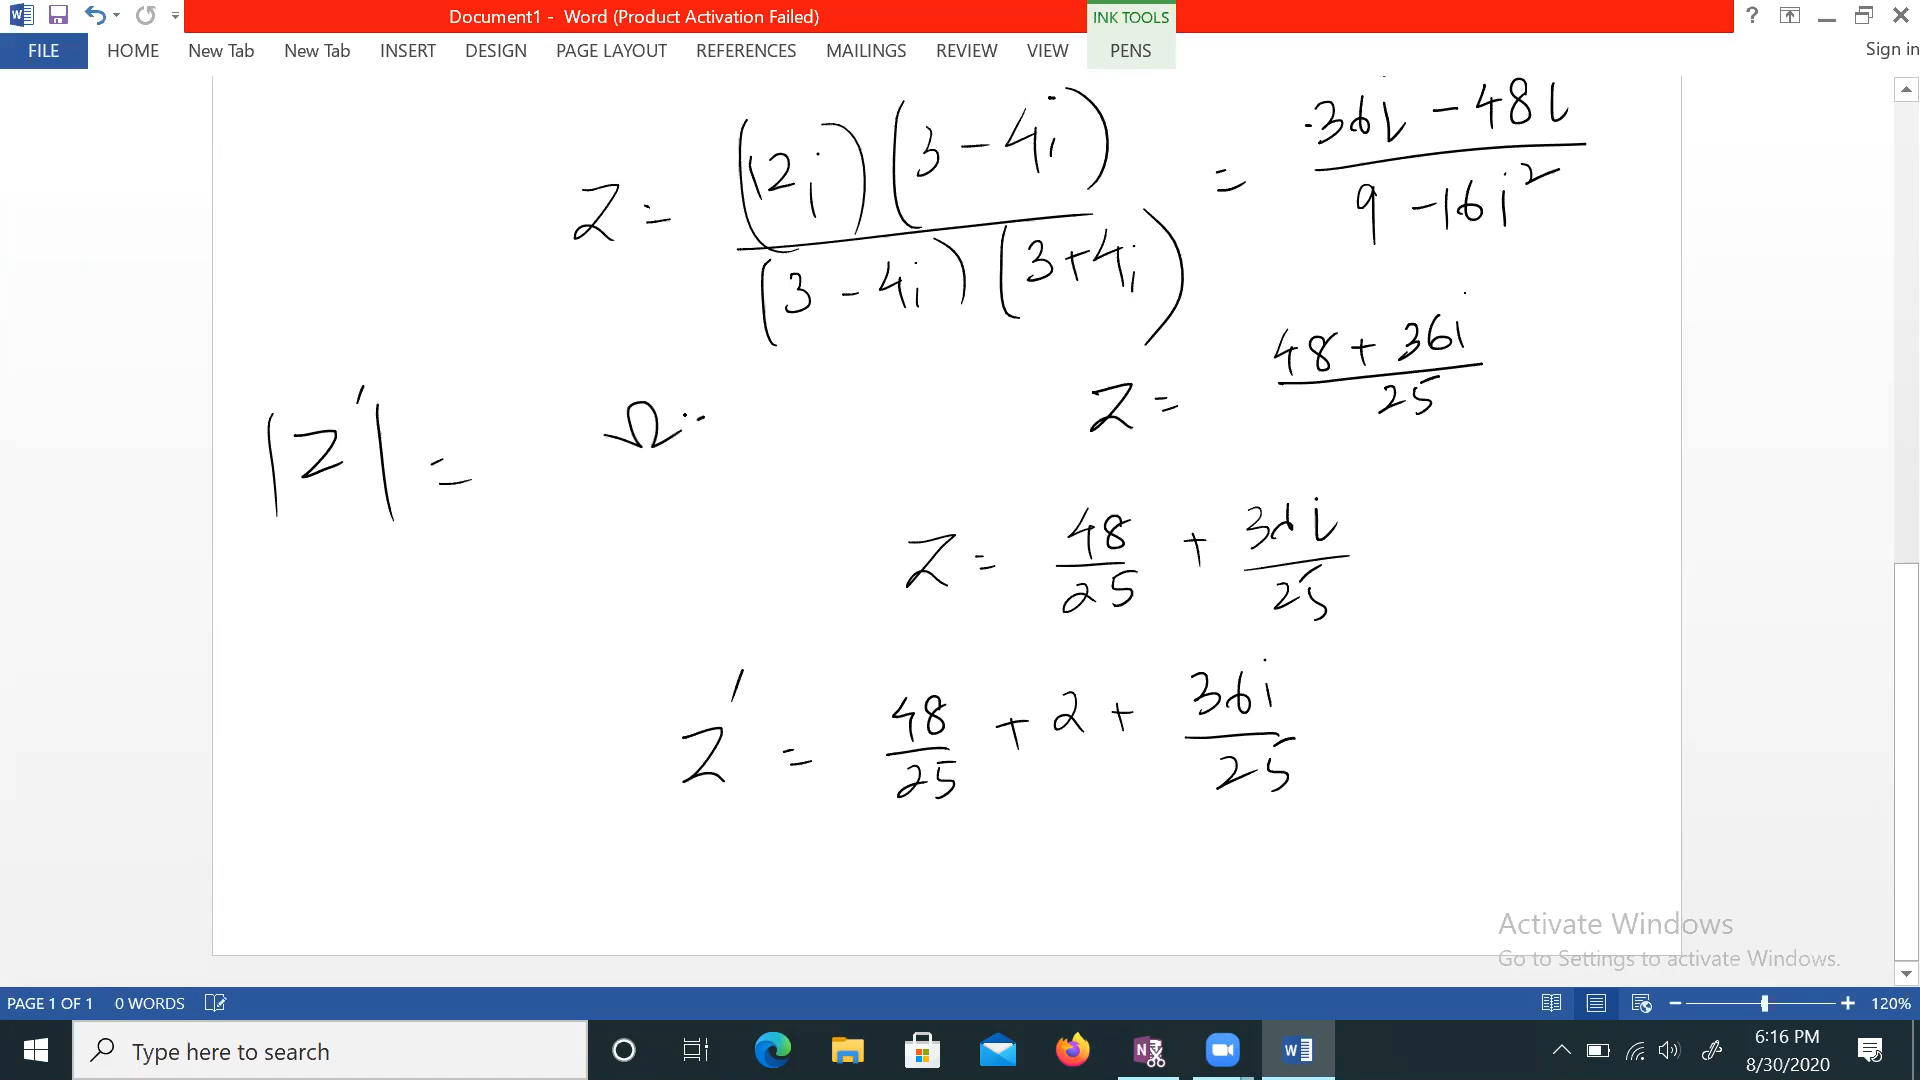 Document1 - Word (Product Activation Failed)
INK TOOLS
?
FILE HOME New Tab New Tab INSERT DESIGN PAGE LAYOUT REFERENCES MAILINGS REVIEW VIEW PENS
Sign in
Z = (12i)(3 - 4i) / (3 - 4i)(3 + 4i) = 36i - 48i / 9 - 16i²
Z = 48 + 36i / 25
|Z'| = Ω
Z = 48/25 + 36i/25
Z' = 48/25 + 2 + 36i/25
Activate Windows
Go to Settings to activate Windows.
PAGE 1 OF 1 0 WORDS
120%
Type here to search
6:16 PM
8/30/2020